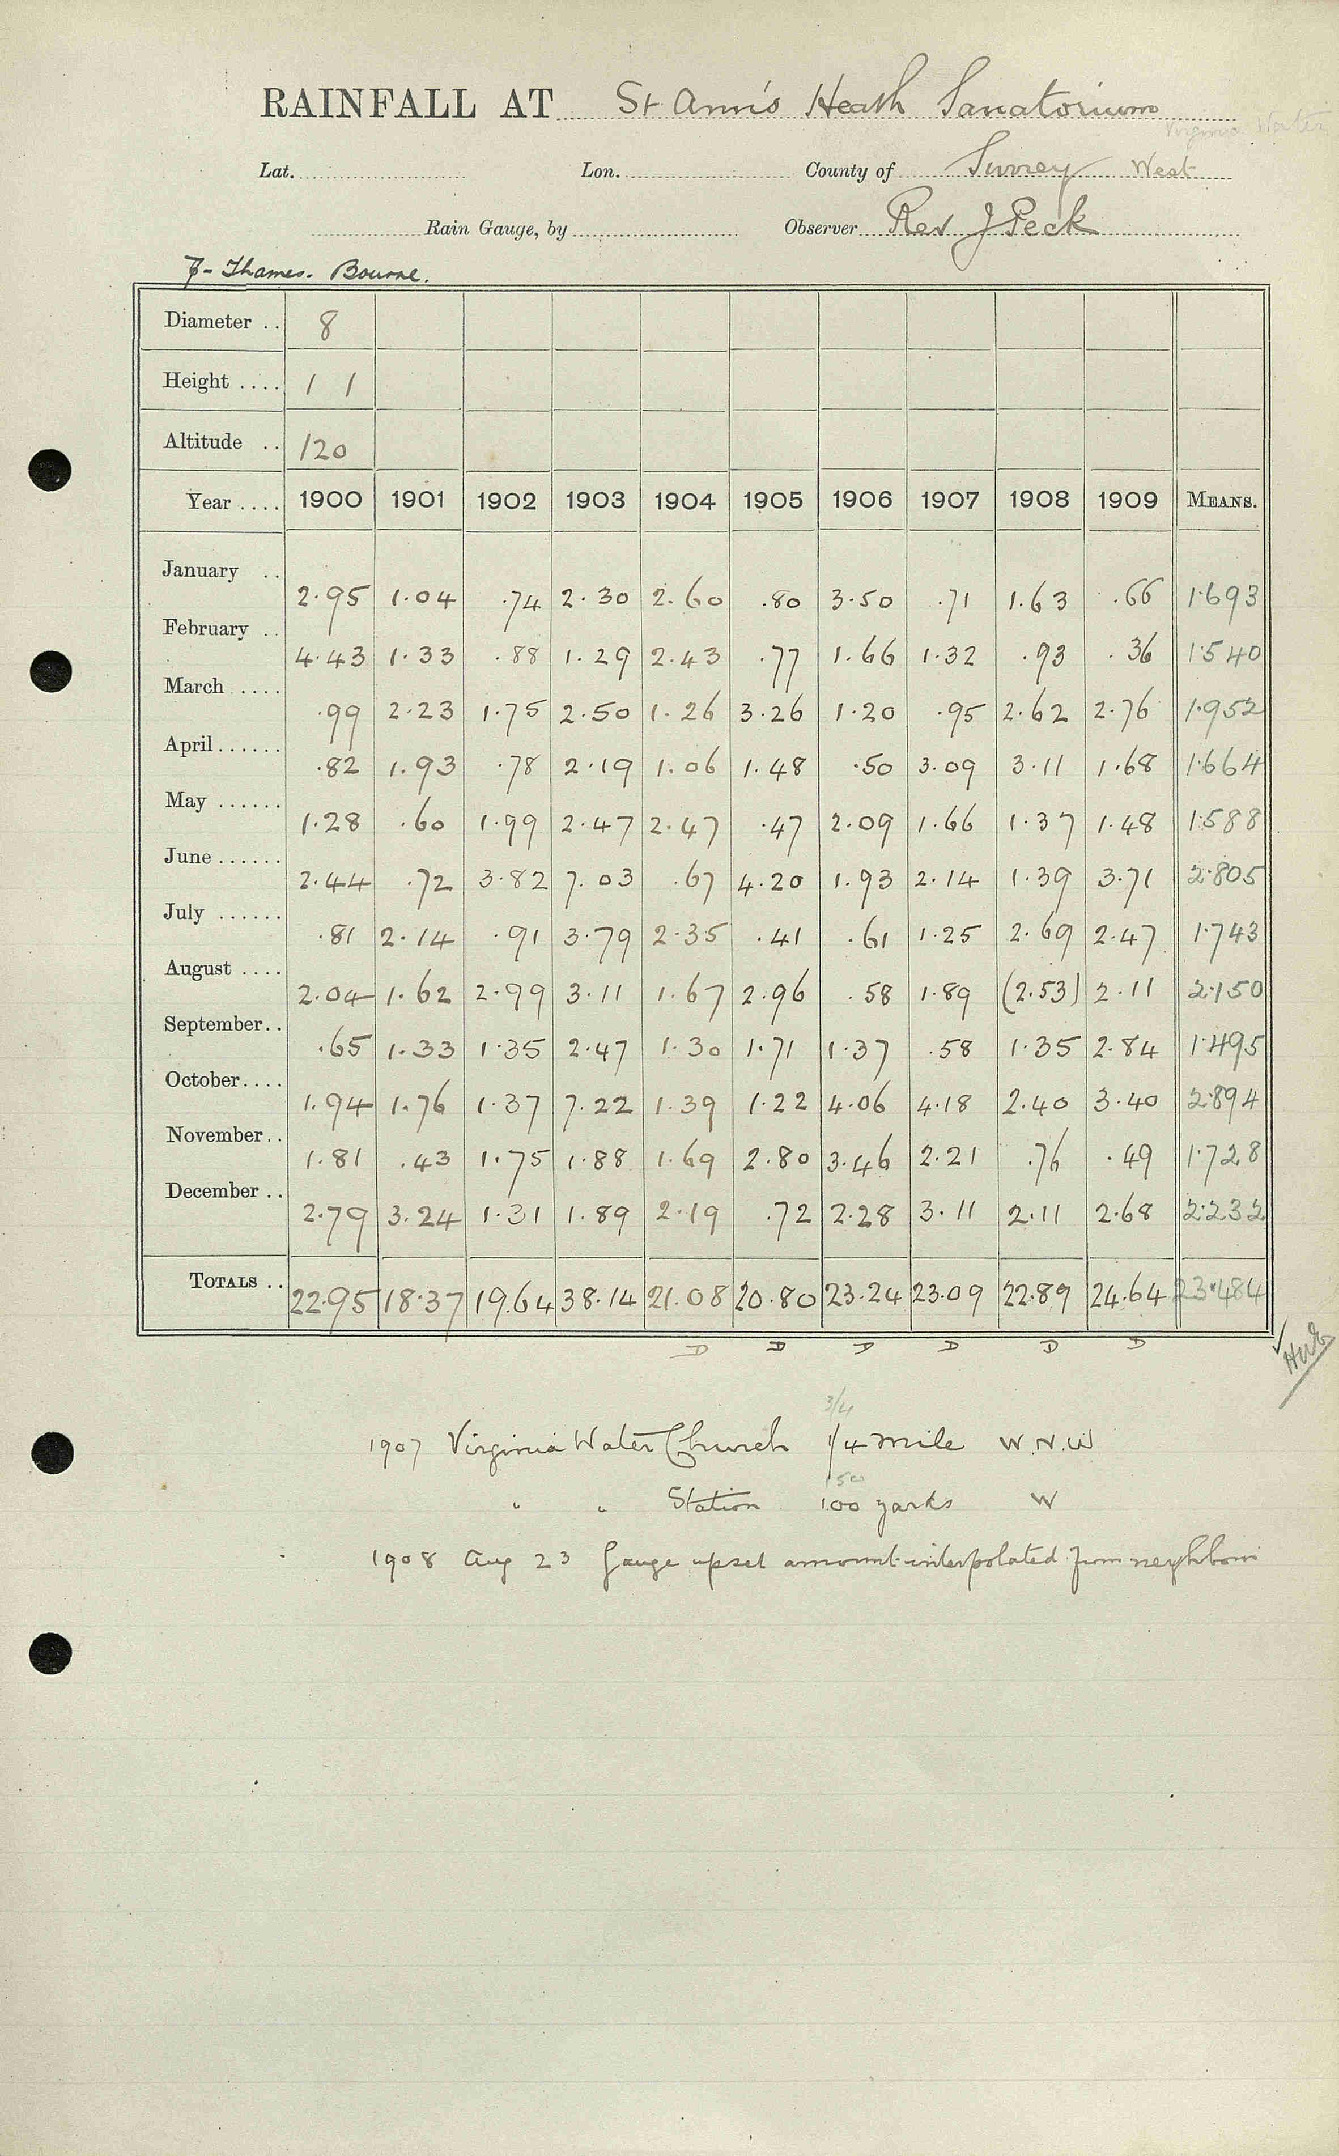 RAINFALL AT St Ann's Heath Sanatorium
Virginia Water
Lat. Lon. County of Surrey West
Rain Gauge, by Observer Rev J Peck
Thames. Bourne.
Diameter .. 8
Height .... 1 1
Altitude .. 120
Year .... 1900 1901 1902 1903 1904 1905 1906 1907 1908 1909 MEANS.
January .. 2.95 1.04 .74 2.30 2.60 .80 3.50 .71 1.63 .66 1.693
February .. 4.43 1.33 .88 1.29 2.43 .77 1.66 1.32 .93 .36 1.540
March .... .99 2.23 1.75 2.50 1.26 3.26 1.20 .95 2.62 2.76 1.952
April ...... .82 1.93 .78 2.19 1.06 1.48 .50 3.09 3.11 1.68 1.664
May ...... 1.28 .60 1.99 2.47 2.47 .47 2.09 1.66 1.37 1.48 1.588
June ...... 2.44 .72 3.82 7.03 .67 4.20 1.93 2.14 1.39 3.71 2.805
July ...... .81 2.14 .91 3.79 2.35 .41 .61 1.25 2.69 2.47 1.743
August .... 2.04 1.62 2.99 3.11 1.67 2.96 .58 1.89 (2.53) 2.11 2.150
September.. .65 1.33 1.35 2.47 1.30 1.71 1.37 .58 1.35 2.84 1.495
October.... 1.94 1.76 1.37 7.22 1.39 1.22 4.06 4.18 2.40 3.40 2.894
November.. 1.81 .43 1.75 1.88 1.69 2.80 3.46 2.21 .76 .49 1.728
December .. 2.79 3.24 1.31 1.89 2.19 .72 2.28 3.11 2.11 2.68 2.232
TOTALS .. 22.95 18.37 19.64 38.14 21.08 20.80 23.24 23.09 22.89 24.64 23.484
D D D D D D
3/4
1907 Virginia Water Church 1/4 mile W.N.W
150
" " Station 100 yards W
1908 Aug 23 Gauge upset amount interpolated from neighbour